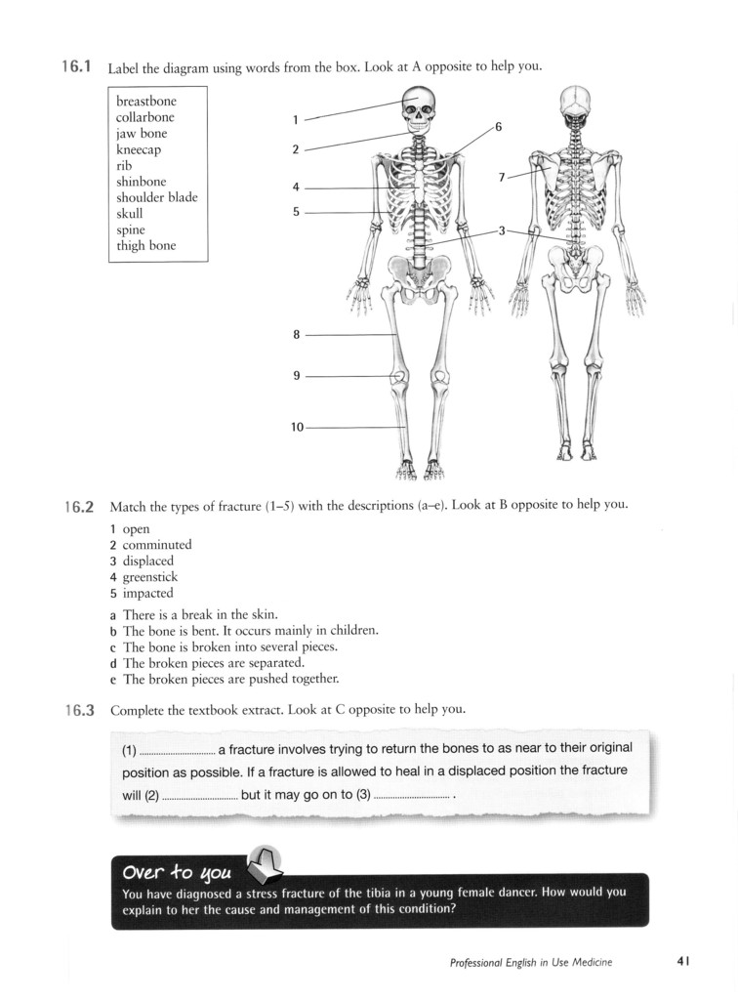 16.1 Label the diagram using words from the box. Look at A opposite to help you.
breastbone
collarbone
jaw bone
kneecap
rib
shinbone
shoulder blade
skull
spine
thigh bone
1
2
4
5
6
7
3
8
9
10
16.2 Match the types of fracture (1–5) with the descriptions (a–e). Look at B opposite to help you.
1 open
2 comminuted
3 displaced
4 greenstick
5 impacted
a There is a break in the skin.
b The bone is bent. It occurs mainly in children.
c The bone is broken into several pieces.
d The broken pieces are separated.
e The broken pieces are pushed together.
16.3 Complete the textbook extract. Look at C opposite to help you.
(1) .............................. a fracture involves trying to return the bones to as near to their original
position as possible. If a fracture is allowed to heal in a displaced position the fracture
will (2) .............................. but it may go on to (3) .............................. .
Over to you
You have diagnosed a stress fracture of the tibia in a young female dancer. How would you
explain to her the cause and management of this condition?
Professional English in Use Medicine 41